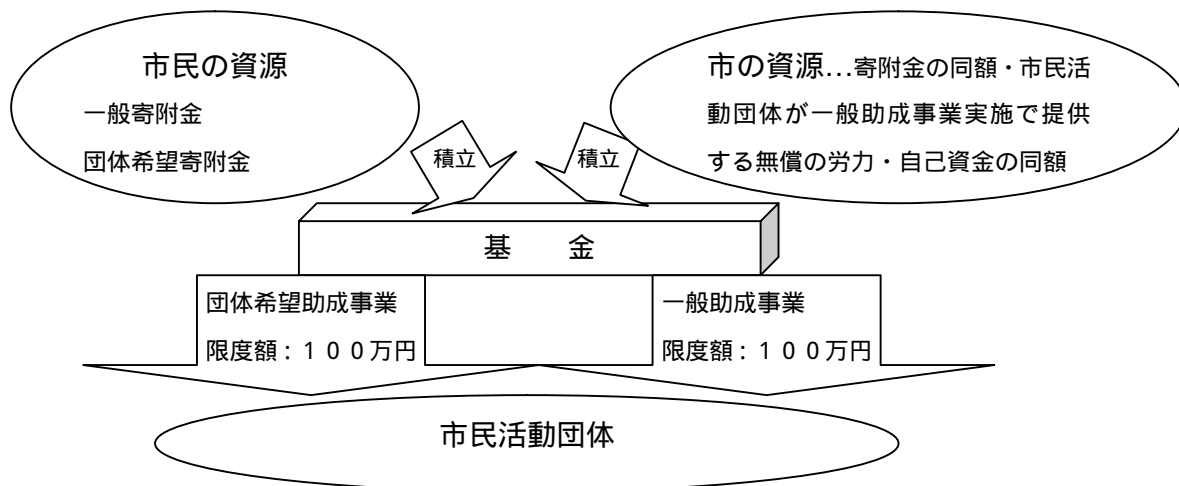 市民の資源
一般寄附金
団体希望寄附金
市の資源…寄附金の同額・市民活
動団体が一般助成事業実施で提供
する無償の労力・自己資金の同額
積立
積立
基　　金
団体希望助成事業
限度額：１００万円
一般助成事業
限度額：１００万円
市民活動団体